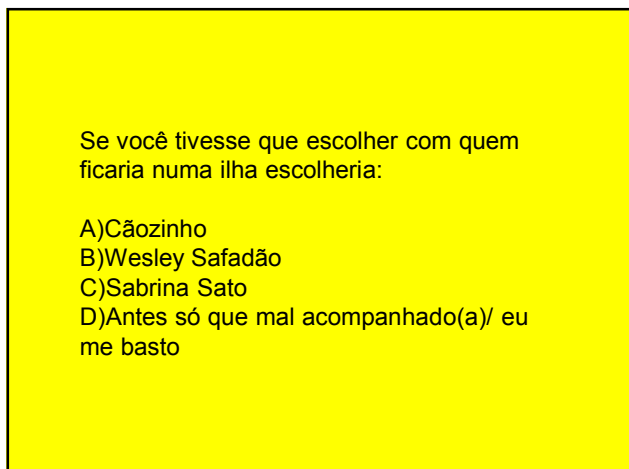 Se você tivesse que escolher com quem
ficaria numa ilha escolheria:
A)Cãozinho
B)Wesley Safadão
C)Sabrina Sato
D)Antes só que mal acompanhado(a)/ eu
me basto